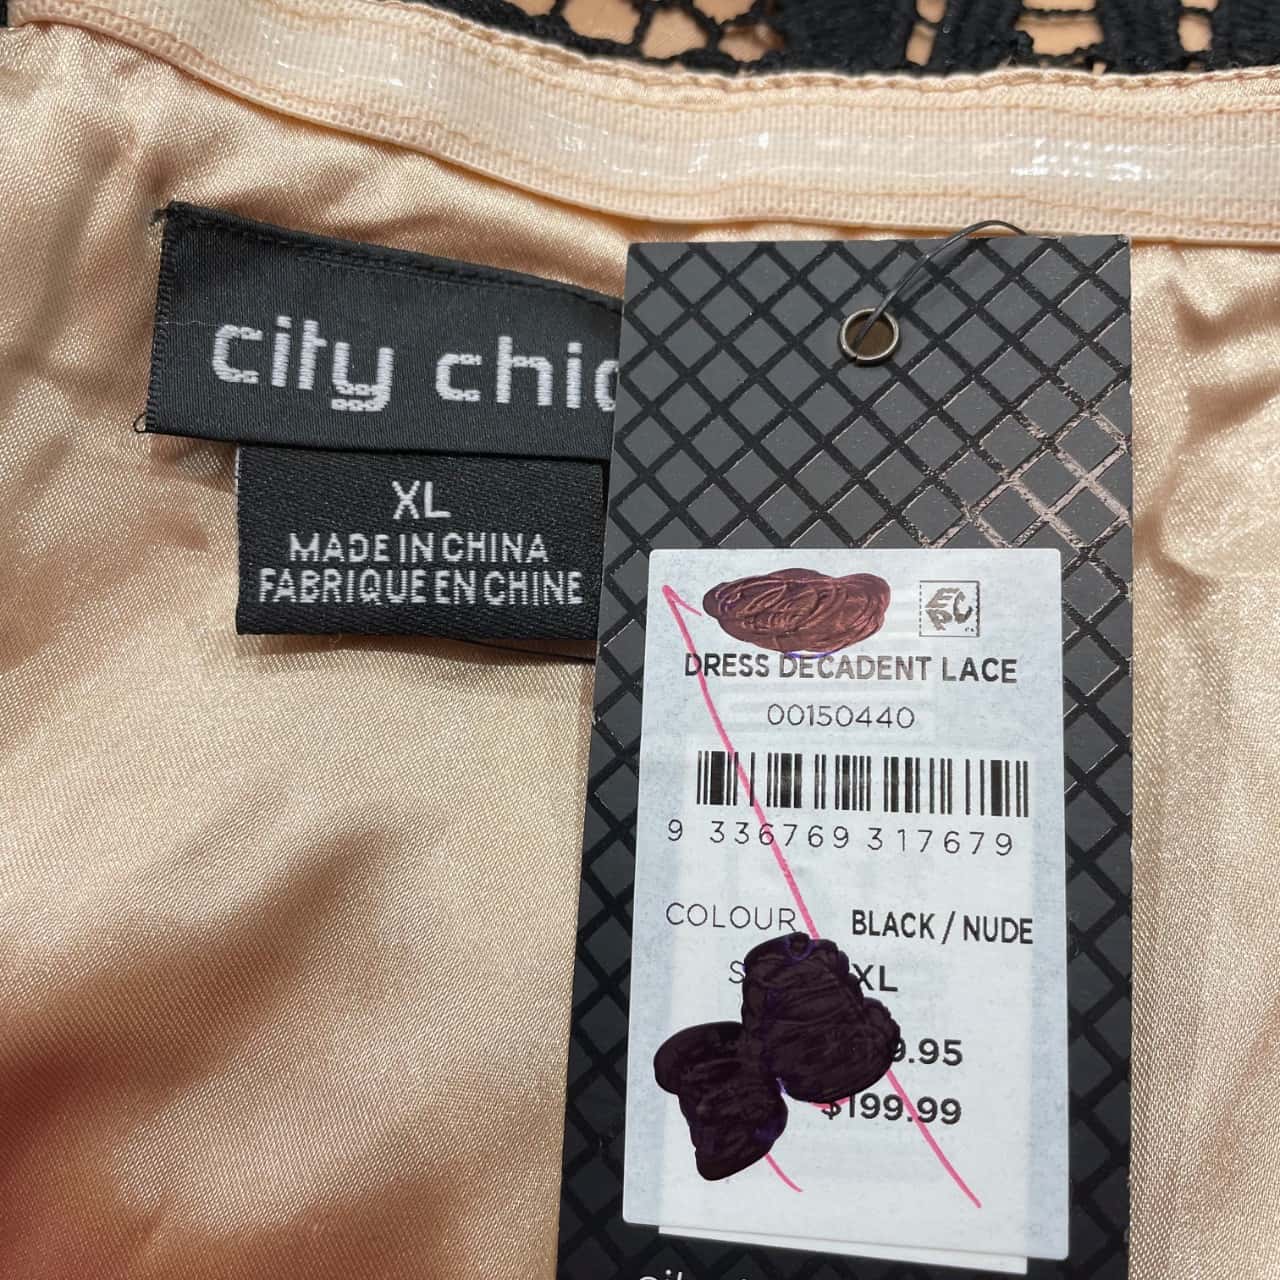 city chic
XL
MADE IN CHINA
FABRIQUE EN CHINE
DRESS DECADENT LACE
00150440
9 336769 317679
COLOUR BLACK / NUDE
XL
9.95
$199.99